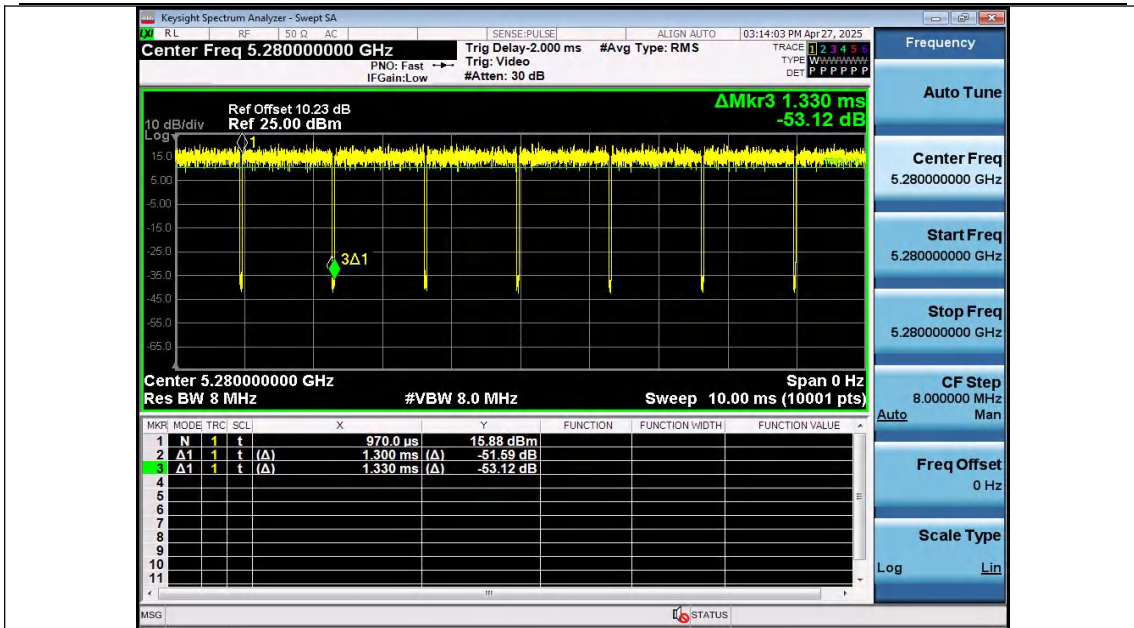 Keysight Spectrum Analyzer - Swept SA
RL RF 50 Ω AC SENSE:PULSE ALIGN AUTO 03:14:03 PM Apr 27, 2025
Center Freq 5.280000000 GHz
PNO: Fast
IFGain:Low
Trig Delay-2.000 ms
Trig: Video
#Atten: 30 dB
#Avg Type: RMS
TRACE 1 2 3 4 5 6
TYPE WWWWWW
DET P P P P P P
ΔMkr3 1.330 ms
-53.12 dB
Ref Offset 10.23 dB
10 dB/div Ref 25.00 dBm
Log
15.0
5.00
-5.00
-15.0
-25.0
-35.0
-45.0
-55.0
-65.0
1
3Δ1
Center 5.280000000 GHz Span 0 Hz
Res BW 8 MHz #VBW 8.0 MHz Sweep 10.00 ms (10001 pts)
MKR MODE TRC SCL X Y FUNCTION FUNCTION WIDTH FUNCTION VALUE
1 N 1 t 970.0 µs 15.88 dBm
2 Δ1 1 t (Δ) 1.300 ms (Δ) -51.59 dB
3 Δ1 1 t (Δ) 1.330 ms (Δ) -53.12 dB
4
5
6
7
8
9
10
11
MSG STATUS
Frequency
Auto Tune
Center Freq
5.280000000 GHz
Start Freq
5.280000000 GHz
Stop Freq
5.280000000 GHz
CF Step
8.000000 MHz
Auto Man
Freq Offset
0 Hz
Scale Type
Log Lin